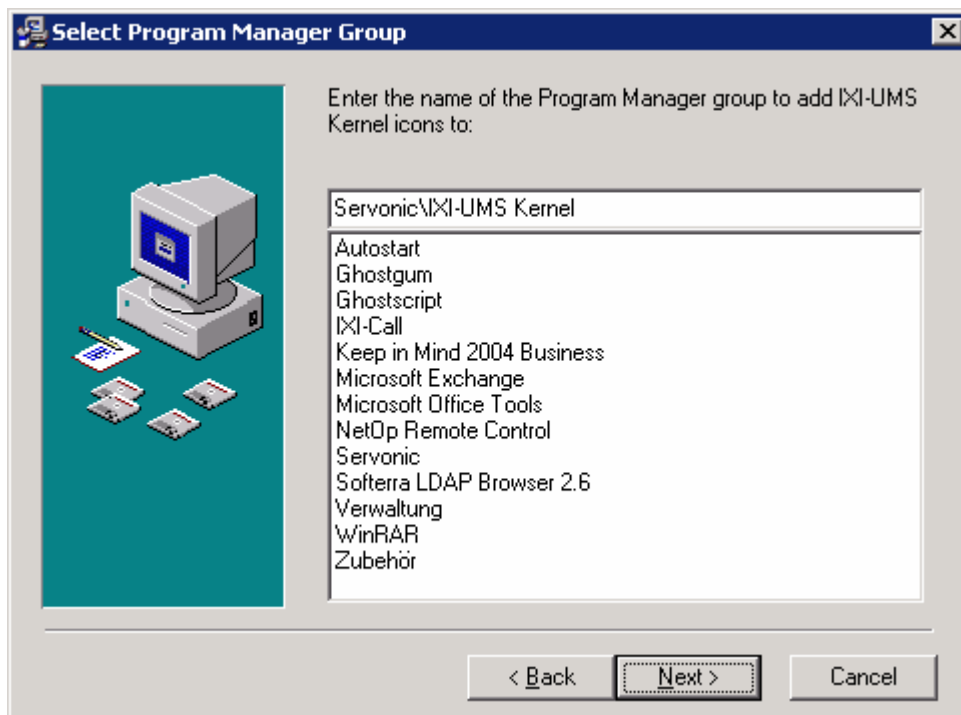 Select Program Manager Group
Enter the name of the Program Manager group to add IXI-UMS
Kernel icons to:
Servonic\IXI-UMS Kernel
Autostart
Ghostgum
Ghostscript
IXI-Call
Keep in Mind 2004 Business
Microsoft Exchange
Microsoft Office Tools
NetOp Remote Control
Servonic
Softerra LDAP Browser 2.6
Verwaltung
WinRAR
Zubehör
< Back
Next >
Cancel